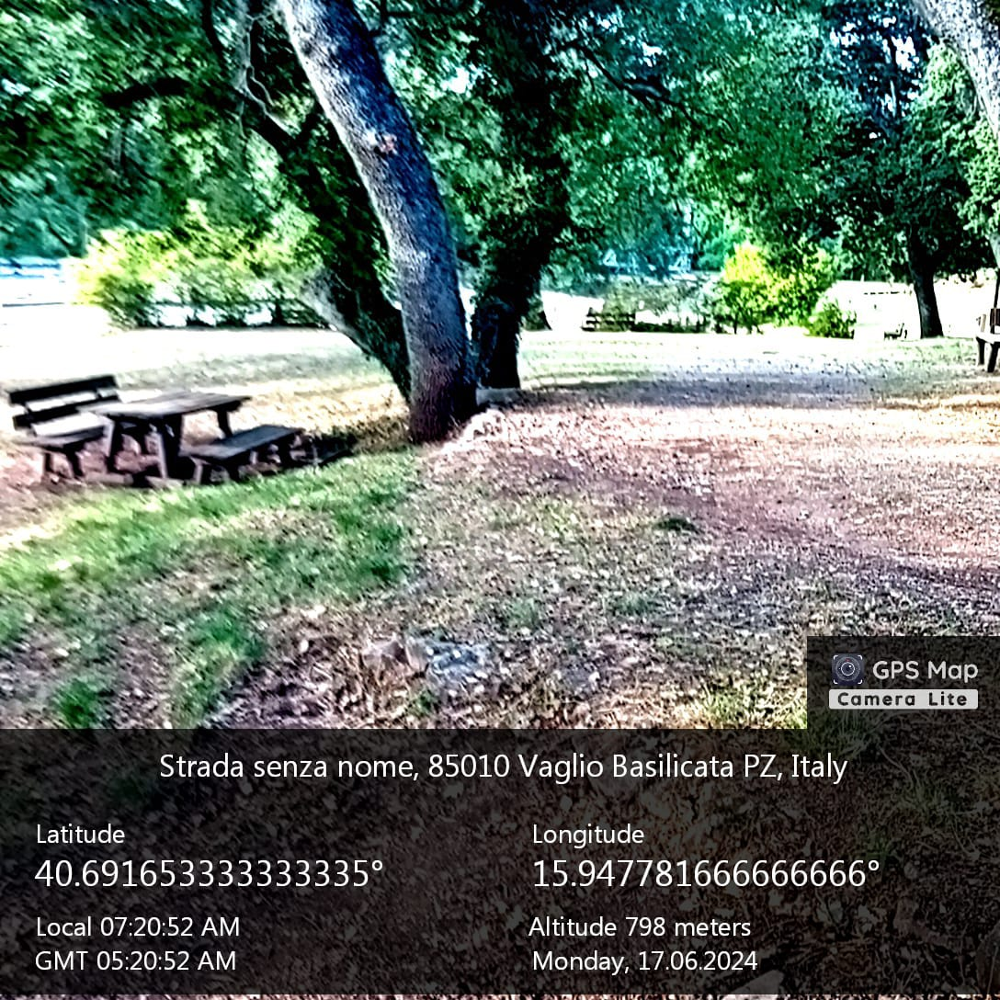 GPS Map
Camera Lite
Strada senza nome, 85010 Vaglio Basilicata PZ, Italy
Latitude
40.691653333333335°
Longitude
15.947781666666666°
Local 07:20:52 AM
GMT 05:20:52 AM
Altitude 798 meters
Monday, 17.06.2024